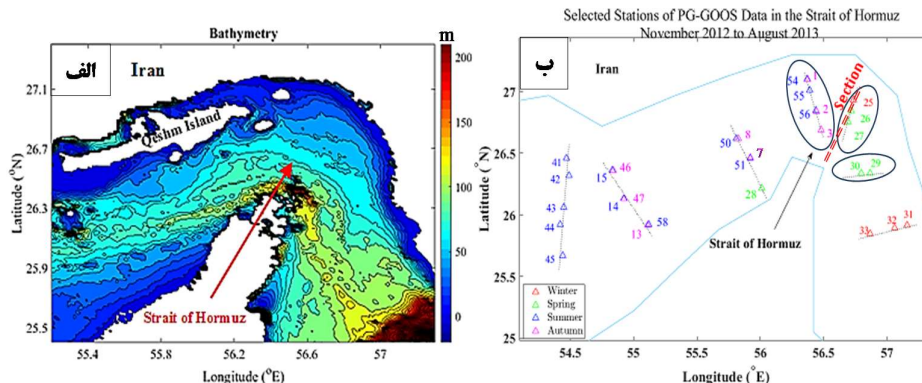 Bathymetry
m
الف
Iran
Qeshm Island
Strait of Hormuz
27.1
26.7
26.3
25.9
25.5
Latitude (°N)
55.4
55.8
56.2
56.6
57
Longitude (°E)
200
150
100
50
0
Selected Stations of PG-GOOS Data in the Strait of Hormuz
November 2012 to August 2013
ب
Iran
Section
54
1
55
56
2
3
25
26
27
30
29
31
32
33
50
8
51
7
28
15
46
14
47
13
58
41
42
43
44
45
Strait of Hormuz
Winter
Spring
Summer
Autumn
27
26.5
26
25.5
25
Latitude (°N)
54.5
55
55.5
56
56.5
57
Longitude (°E)